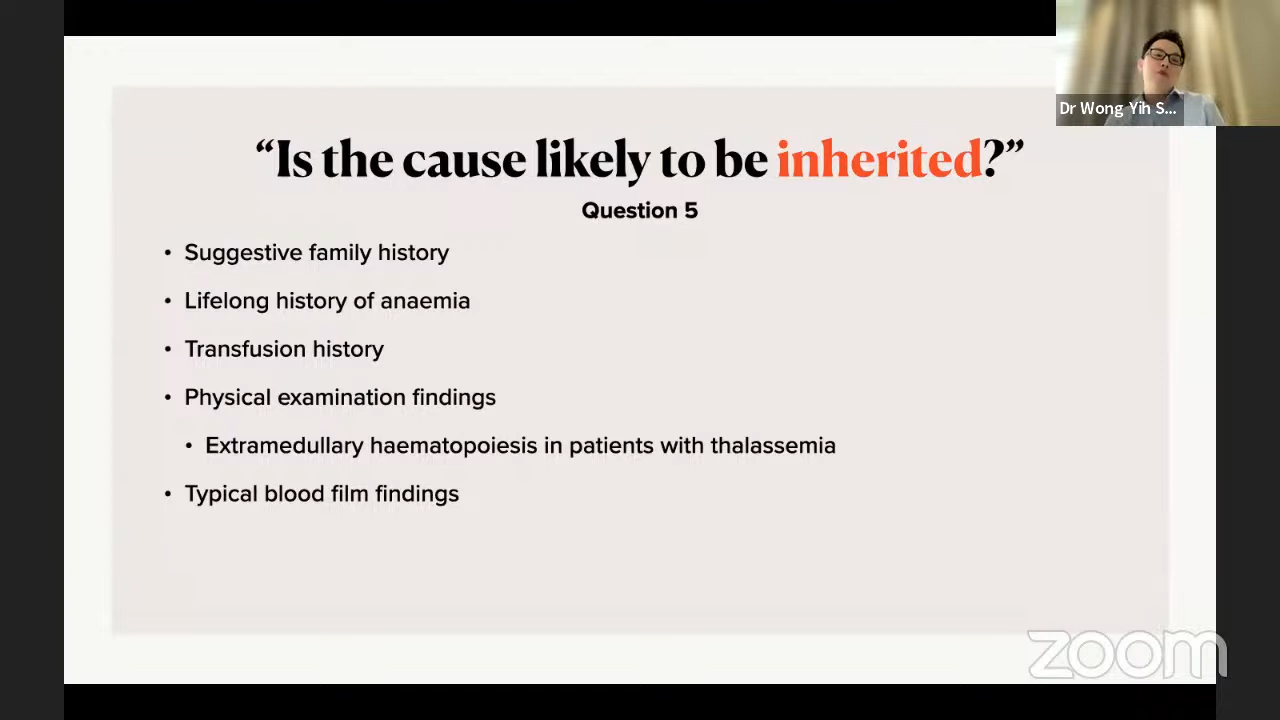 “Is the cause likely to be inherited?”
Question 5
• Suggestive family history
• Lifelong history of anaemia
• Transfusion history
• Physical examination findings
• Extramedullary haematopoiesis in patients with thalassemia
• Typical blood film findings
Dr Wong Yih S...
zoom